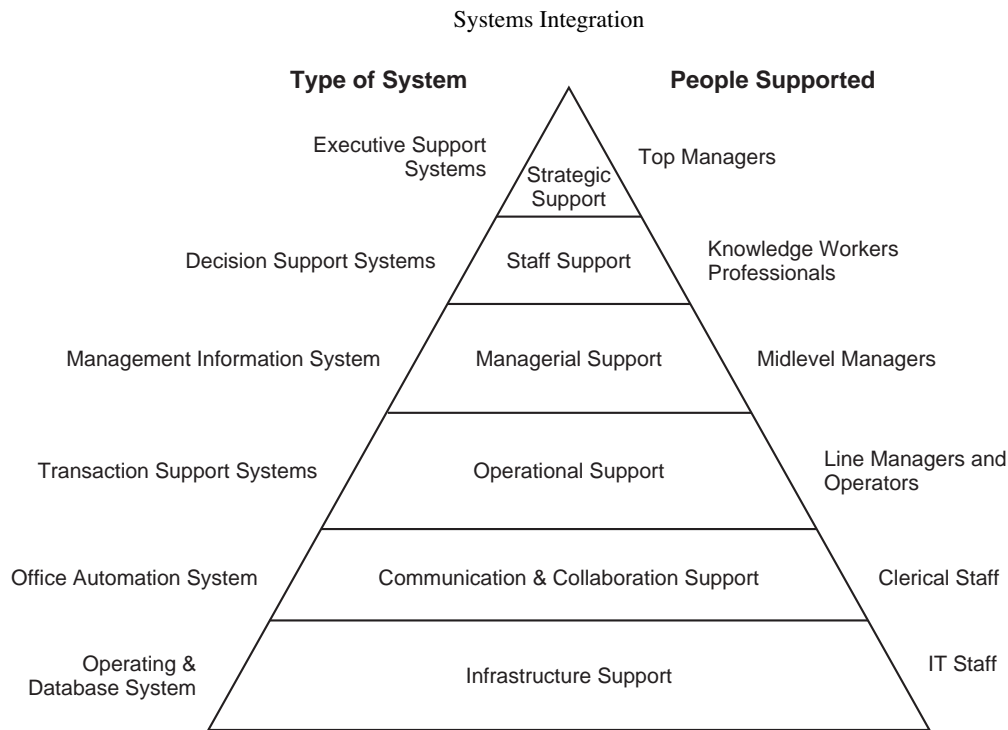 Systems Integration
Type of System
People Supported
Executive Support
Systems
Strategic
Support
Top Managers
Decision Support Systems
Staff Support
Knowledge Workers
Professionals
Management Information System
Managerial Support
Midlevel Managers
Transaction Support Systems
Operational Support
Line Managers and
Operators
Office Automation System
Communication & Collaboration Support
Clerical Staff
Operating &
Database System
Infrastructure Support
IT Staff